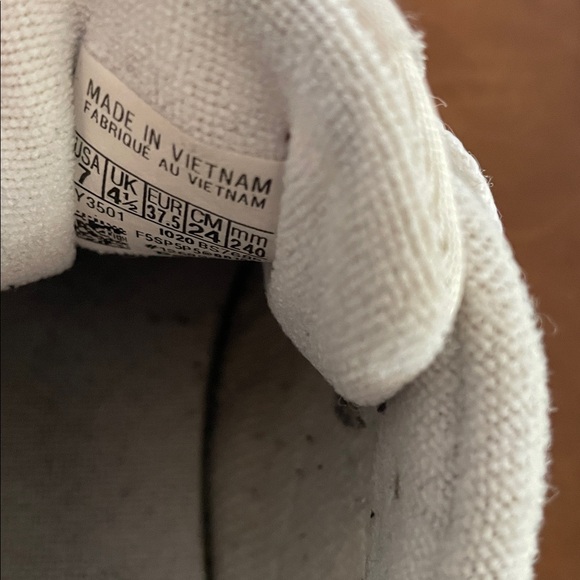 MADE IN VIETNAM
FABRIQUE AU VIETNAM
USA UK EUR CM mm
7 4½ 37.5 24 240
Y3501
1020